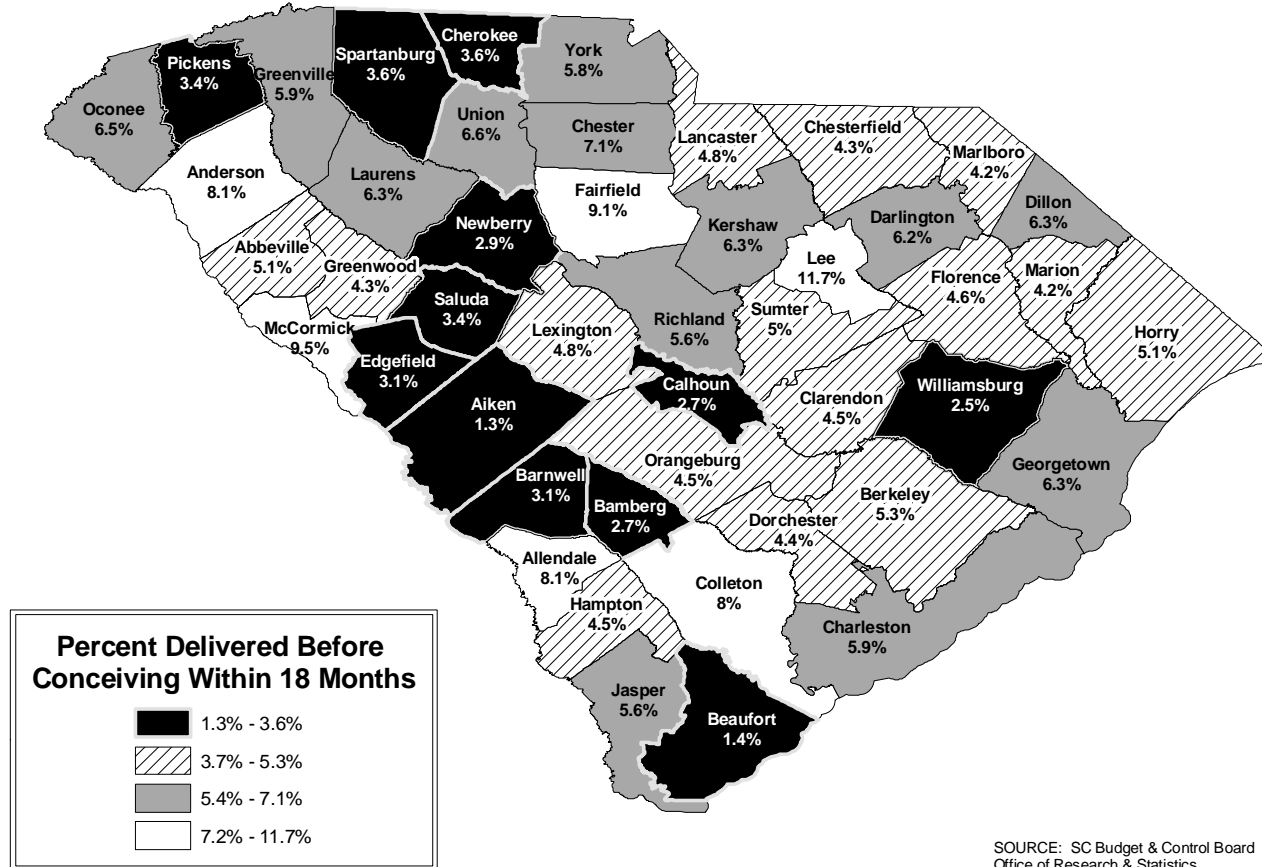 Cherokee
3.6%
Spartanburg
3.6%
York
5.8%
Pickens
3.4%
Greenville
5.9%
Oconee
6.5%
Union
6.6%
Chester
7.1%
Lancaster
4.8%
Chesterfield
4.3%
Marlboro
4.2%
Anderson
8.1%
Laurens
6.3%
Fairfield
9.1%
Newberry
2.9%
Kershaw
6.3%
Darlington
6.2%
Dillon
6.3%
Abbeville
5.1%
Greenwood
4.3%
Lee
11.7%
Florence
4.6%
Marion
4.2%
Saluda
3.4%
McCormick
9.5%
Lexington
4.8%
Richland
5.6%
Sumter
5%
Horry
5.1%
Edgefield
3.1%
Aiken
1.3%
Calhoun
2.7%
Clarendon
4.5%
Williamsburg
2.5%
Orangeburg
4.5%
Georgetown
6.3%
Barnwell
3.1%
Bamberg
2.7%
Berkeley
5.3%
Dorchester
4.4%
Allendale
8.1%
Colleton
8%
Hampton
4.5%
Charleston
5.9%
Jasper
5.6%
Beaufort
1.4%
Percent Delivered Before
Conceiving Within 18 Months
1.3% - 3.6%
3.7% - 5.3%
5.4% - 7.1%
7.2% - 11.7%
SOURCE: SC Budget & Control Board
Office of Research & Statistics